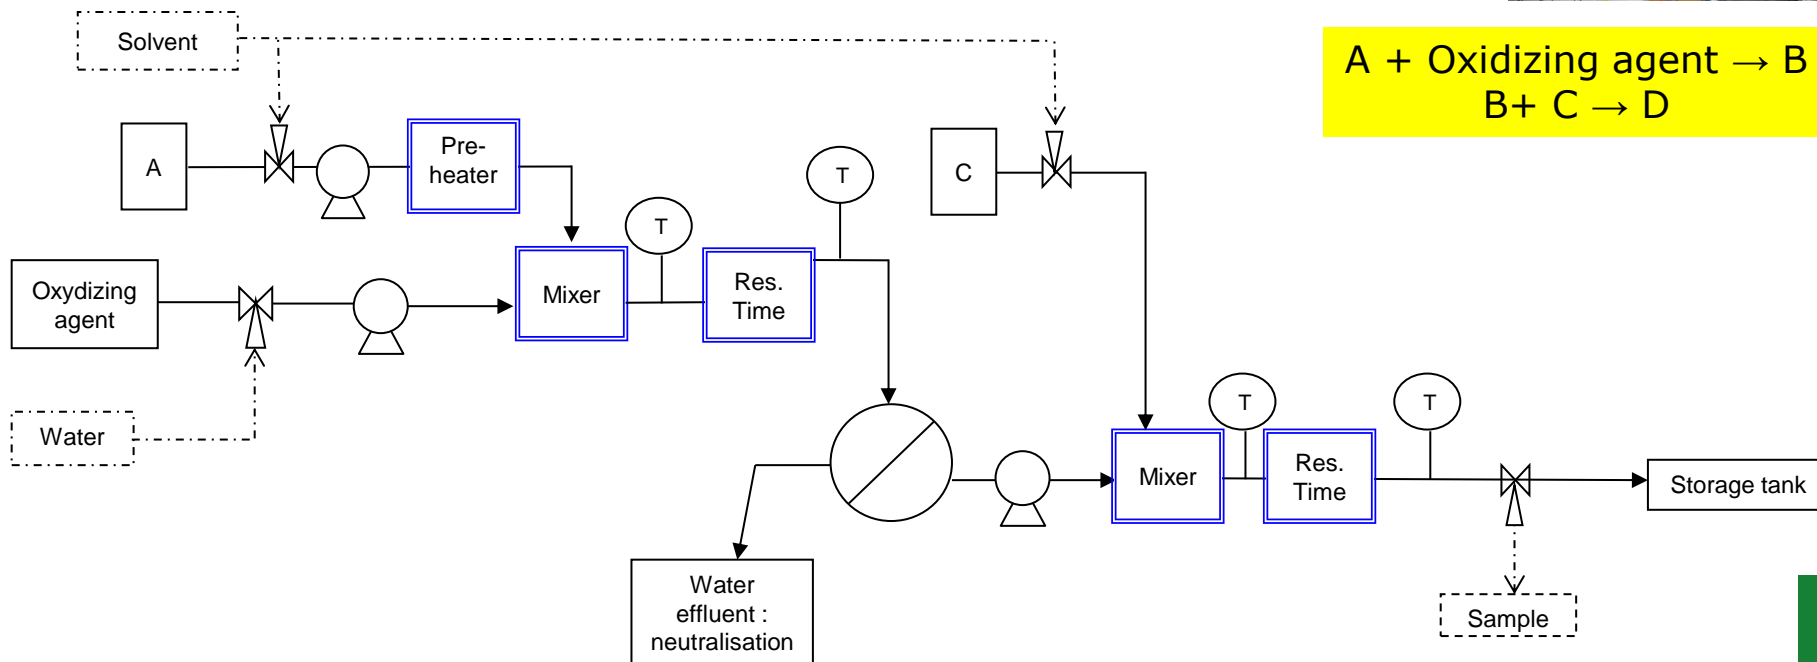 Solvent
A + Oxidizing agent → B
B+ C → D
A
Pre-
heater
T
C
T
Oxydizing
agent
Mixer
Res.
Time
Water
T
T
Mixer
Res.
Time
Storage tank
Water
effluent :
neutralisation
Sample